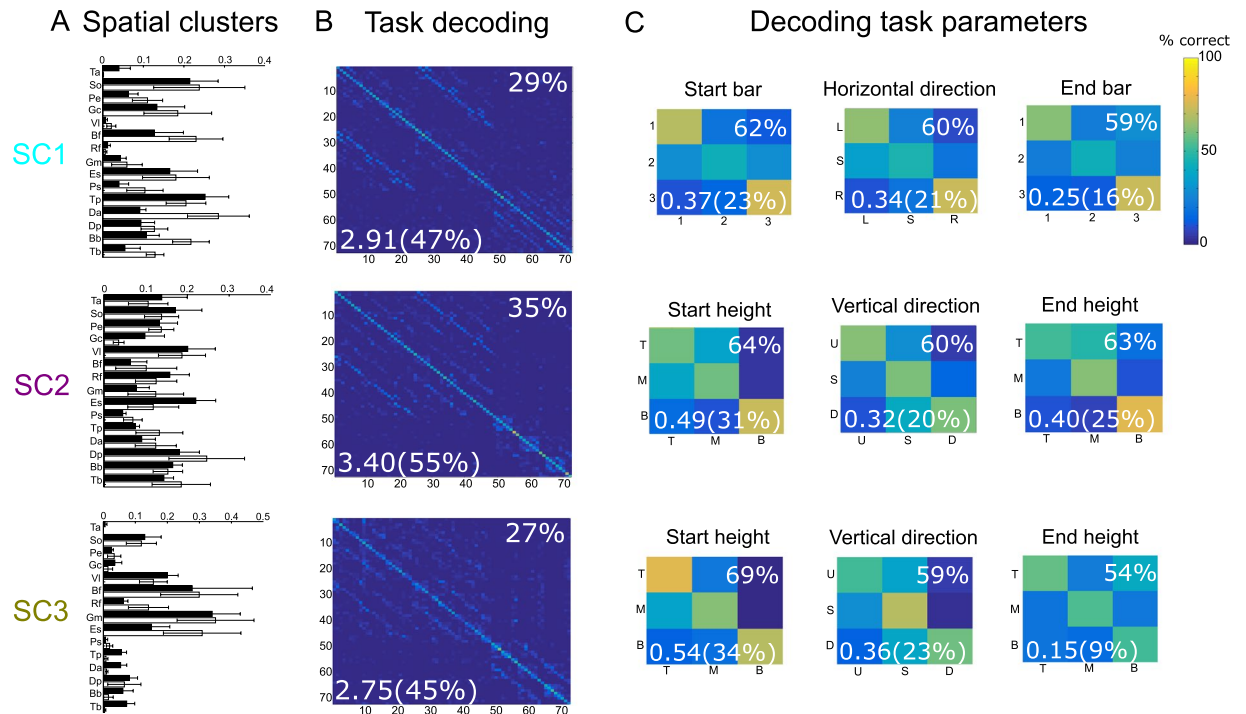 A Spatial clusters B Task decoding C Decoding task parameters
% correct
100
50
0
SC1
0 0.1 0.2 0.3 0.4
Ta
So
Pe
Gc
Vl
Bf
Rf
Gm
Es
Ps
Tp
Da
Dp
Bb
Tb
29%
10
20
30
40
50
60
70
2.91(47%)
10 20 30 40 50 60 70
Start bar
1
2
3
62%
0.37(23%)
1 2 3
Horizontal direction
L
S
R
60%
0.34(21%)
L S R
End bar
1
2
3
59%
0.25(16%)
1 2 3
SC2
0 0.1 0.2 0.3 0.4
Ta
So
Pe
Gc
Vl
Bf
Rf
Gm
Es
Ps
Tp
Da
Dp
Bb
Tb
35%
10
20
30
40
50
60
70
3.40(55%)
10 20 30 40 50 60 70
Start height
T
M
B
64%
0.49(31%)
T M B
Vertical direction
U
S
D
60%
0.32(20%)
U S D
End height
T
M
B
63%
0.40(25%)
T M B
SC3
0 0.1 0.2 0.3 0.4 0.5
Ta
So
Pe
Gc
Vl
Bf
Rf
Gm
Es
Ps
Tp
Da
Dp
Bb
Tb
27%
10
20
30
40
50
60
70
2.75(45%)
10 20 30 40 50 60 70
Start height
T
M
B
69%
0.54(34%)
T M B
Vertical direction
U
S
D
59%
0.36(23%)
U S D
End height
T
M
B
54%
0.15(9%)
T M B